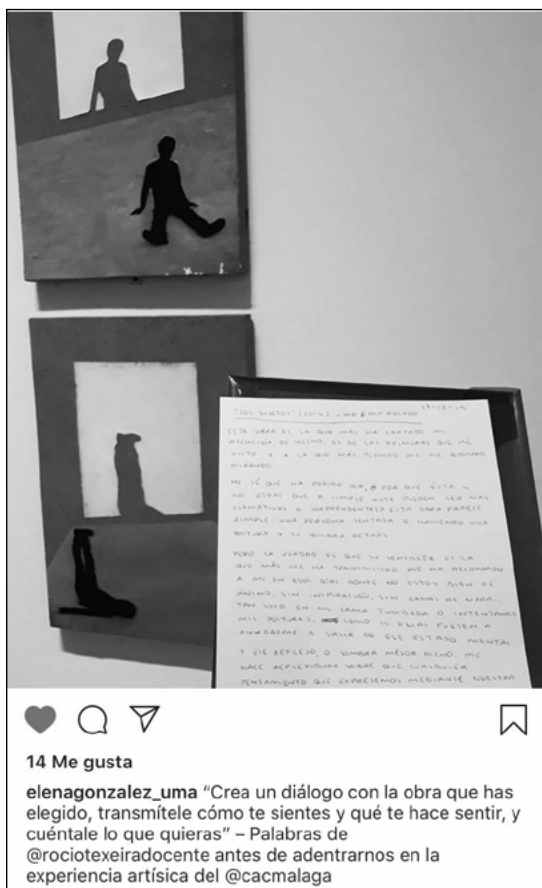 "LOS SUJETOS" (2012)
ESTA OBRA ES LA QUE MÁS HA CAPTADO MI
ATENCIÓN; DE HECHO, ES DE LAS PRIMERAS QUE HE
VISTO Y A LA QUE MÁS TIEMPO ME HE QUEDADO
MIRANDO.
NO SÉ QUÉ HA PODIDO SER, O POR QUÉ ÉSTA Y
NO OTRAS QUE A SIMPLE VISTA PUEDEN SER MÁS
LLAMATIVAS O SORPRENDENTES. ESTA OBRA PARECE
SIMPLE: UNA PERSONA SENTADA O HACIENDO UNA
POSTURA Y SU SOMBRA DETRÁS.
PERO LA VERDAD ES QUE SU SENCILLEZ ES LA
QUE MÁS ME HA TRANSMITIDO. ME HA RECORDADO
A MÍ EN ESOS DÍAS DONDE NO ESTOY BIEN DE
ÁNIMO, SIN INSPIRACIÓN, SIN GANAS DE NADA...
TAN SOLO EN MI CAMA TUMBADA O INTENTANDO
MIS POSTURAS, COMO SI ELLAS FUESEN A
AYUDARME A SALIR DE ESE ESTADO MENTAL
Y ESE REFLEJO, O SOMBRA MEJOR DICHO, ME
HACE REFLEXIONAR SOBRE QUE CUALQUIER
PENSAMIENTO QUE EXPRESEMOS MEDIANTE NUESTRA
14 Me gusta
elenagonzalez_uma "Crea un diálogo con la obra que has
elegido, transmítele cómo te sientes y qué te hace sentir, y
cuéntale lo que quieras" – Palabras de
@rociotexeiradocente antes de adentrarnos en la
experiencia artísica del @cacmalaga